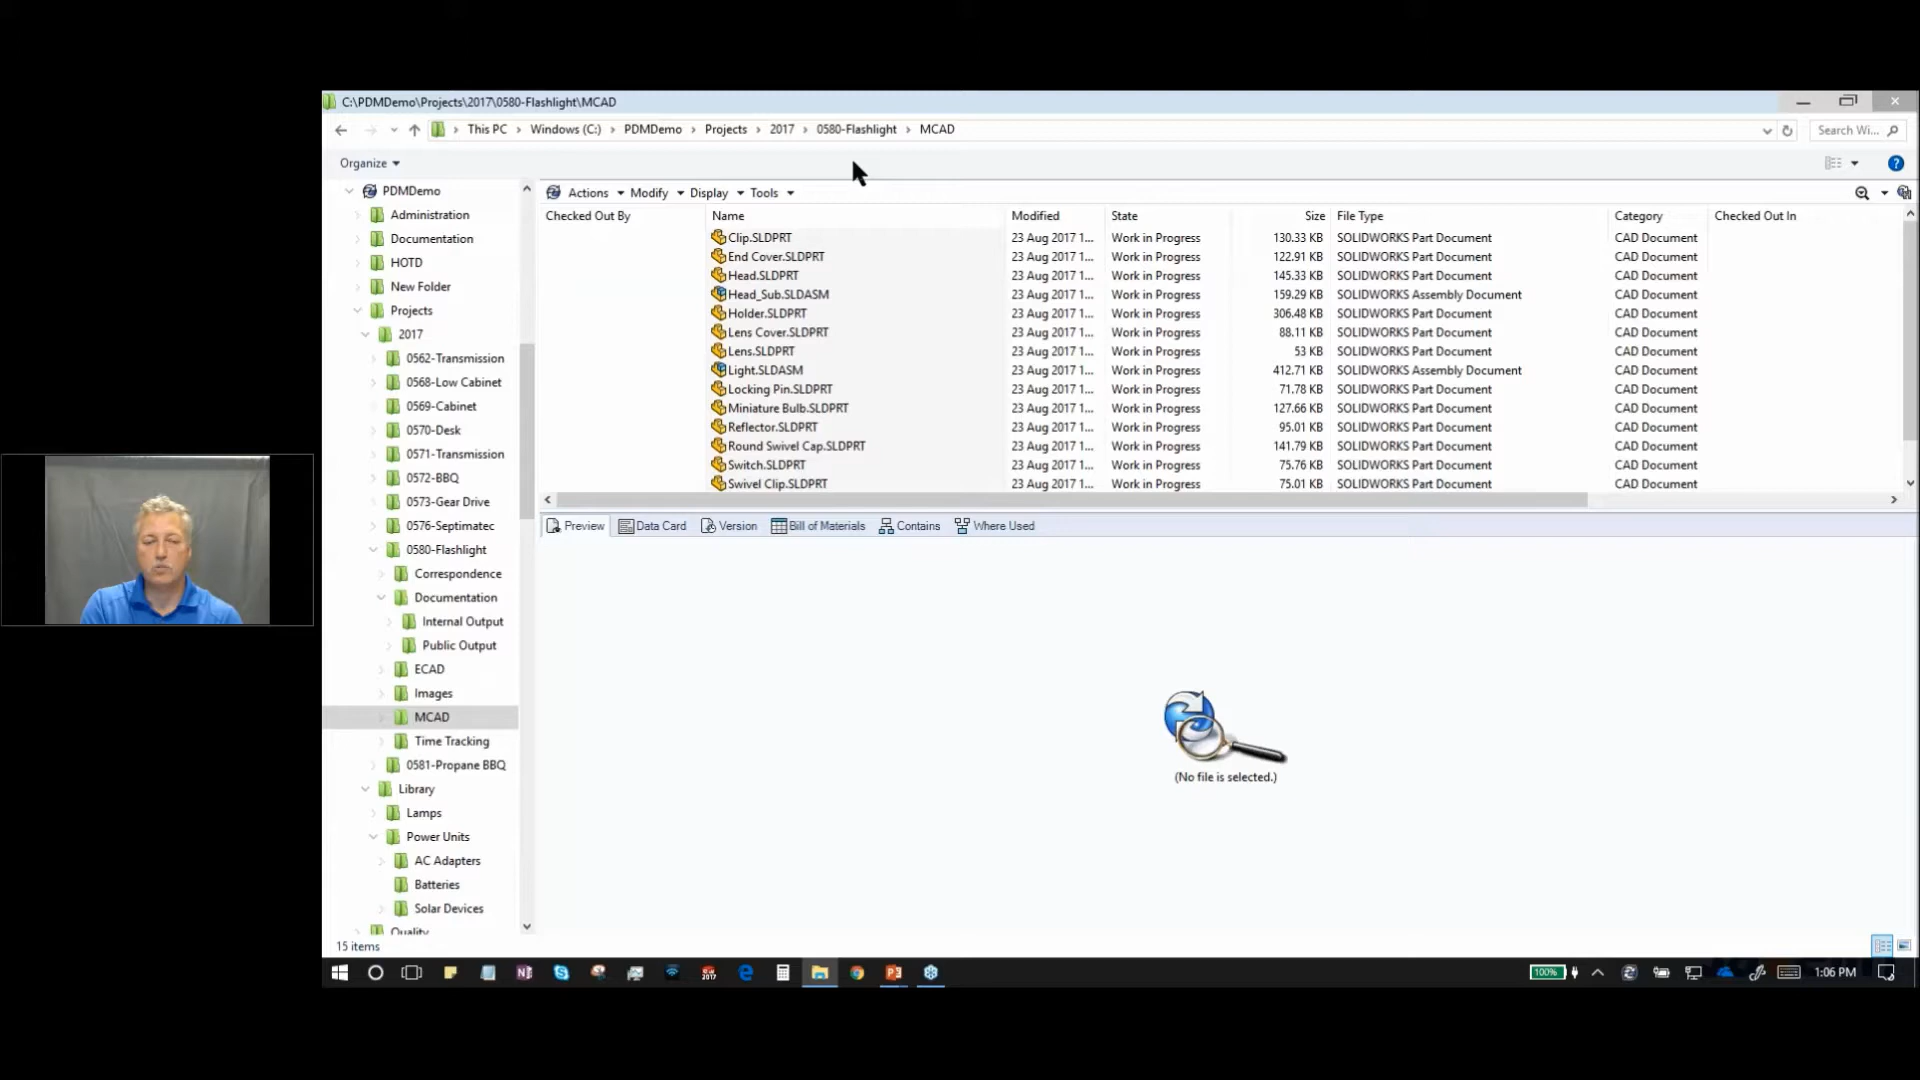 C:\PDMDemo\Projects\2017\0580-Flashlight\MCAD
This PC > Windows (C:) > PDMDemo > Projects > 2017 > 0580-Flashlight > MCAD
Search Wi...
Organize
PDMDemo
Administration
Documentation
HOTD
New Folder
Projects
2017
0562-Transmission
0568-Low Cabinet
0569-Cabinet
0570-Desk
0571-Transmission
0572-BBQ
0573-Gear Drive
0576-Septimatec
0580-Flashlight
Correspondence
Documentation
Internal Output
Public Output
ECAD
Images
MCAD
Time Tracking
0581-Propane BBQ
Library
Lamps
Power Units
AC Adapters
Batteries
Solar Devices
Quality
Actions Modify Display Tools
Checked Out By Name Modified State Size File Type Category Checked Out In
Clip.SLDPRT 23 Aug 2017 1... Work in Progress 130.33 KB SOLIDWORKS Part Document CAD Document
End Cover.SLDPRT 23 Aug 2017 1... Work in Progress 122.91 KB SOLIDWORKS Part Document CAD Document
Head.SLDPRT 23 Aug 2017 1... Work in Progress 145.33 KB SOLIDWORKS Part Document CAD Document
Head_Sub.SLDASM 23 Aug 2017 1... Work in Progress 159.29 KB SOLIDWORKS Assembly Document CAD Document
Holder.SLDPRT 23 Aug 2017 1... Work in Progress 306.48 KB SOLIDWORKS Part Document CAD Document
Lens Cover.SLDPRT 23 Aug 2017 1... Work in Progress 88.11 KB SOLIDWORKS Part Document CAD Document
Lens.SLDPRT 23 Aug 2017 1... Work in Progress 53 KB SOLIDWORKS Part Document CAD Document
Light.SLDASM 23 Aug 2017 1... Work in Progress 412.71 KB SOLIDWORKS Assembly Document CAD Document
Locking Pin.SLDPRT 23 Aug 2017 1... Work in Progress 71.78 KB SOLIDWORKS Part Document CAD Document
Miniature Bulb.SLDPRT 23 Aug 2017 1... Work in Progress 127.66 KB SOLIDWORKS Part Document CAD Document
Reflector.SLDPRT 23 Aug 2017 1... Work in Progress 95.01 KB SOLIDWORKS Part Document CAD Document
Round Swivel Cap.SLDPRT 23 Aug 2017 1... Work in Progress 141.79 KB SOLIDWORKS Part Document CAD Document
Switch.SLDPRT 23 Aug 2017 1... Work in Progress 75.76 KB SOLIDWORKS Part Document CAD Document
Swivel Clip.SLDPRT 23 Aug 2017 1... Work in Progress 75.01 KB SOLIDWORKS Part Document CAD Document
Preview Data Card Version Bill of Materials Contains Where Used
(No file is selected.)
15 items
100% 1:06 PM